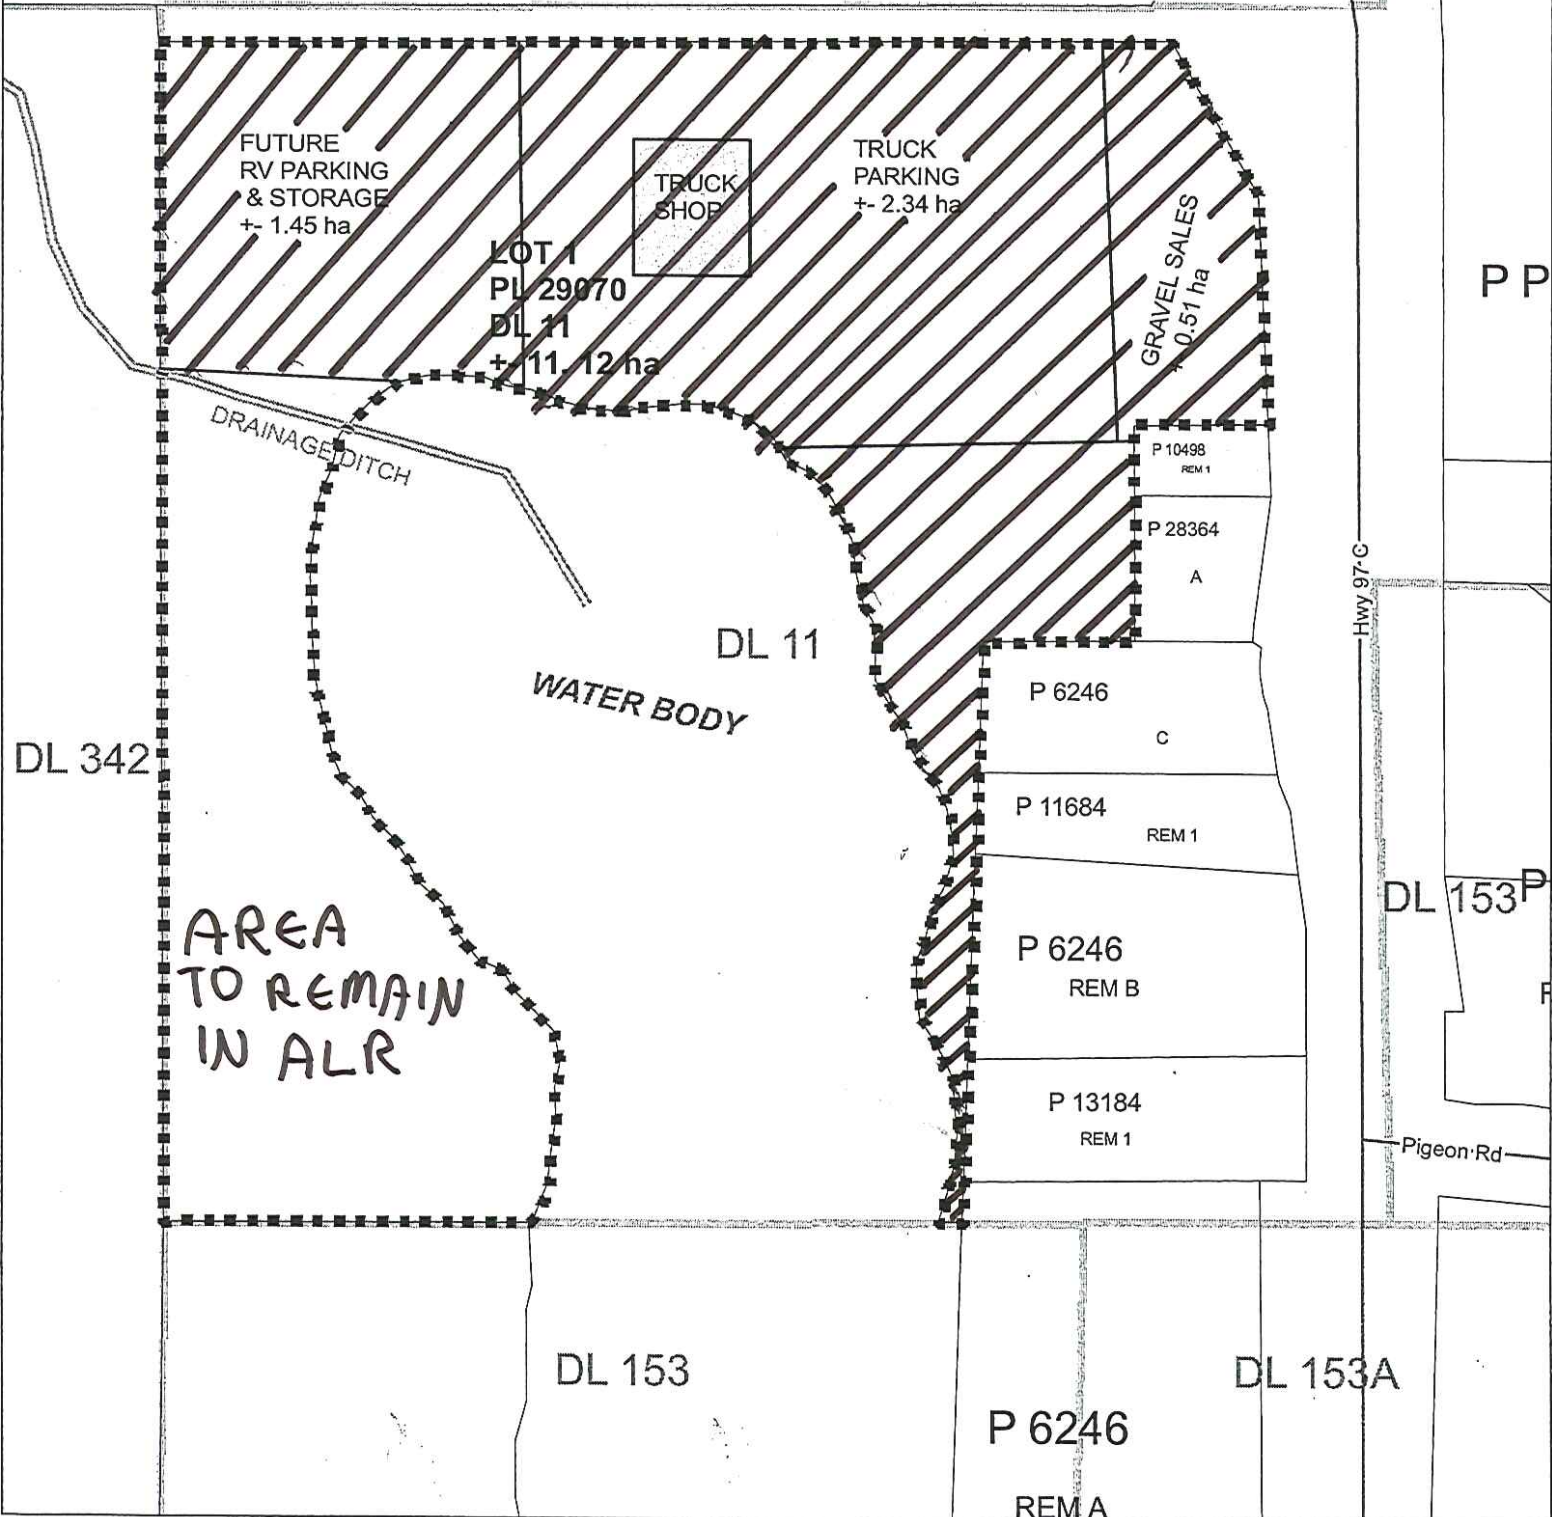 FUTURE
RV PARKING
& STORAGE
+- 1.45 ha
TRUCK
SHOP
TRUCK
PARKING
+- 2.34 ha
GRAVEL SALES
0.51 ha
LOT 1
PL 29070
DL 11
+- 11. 12 ha
P P
DRAINAGE DITCH
P 10498
REM 1
P 28364
A
Hwy 97 C
DL 11
WATER BODY
P 6246
C
DL 342
P 11684
REM 1
DL 153
P
AREA
TO REMAIN
IN ALR
P 6246
REM B
P 13184
REM 1
Pigeon Rd
DL 153
DL 153A
P 6246
REM A